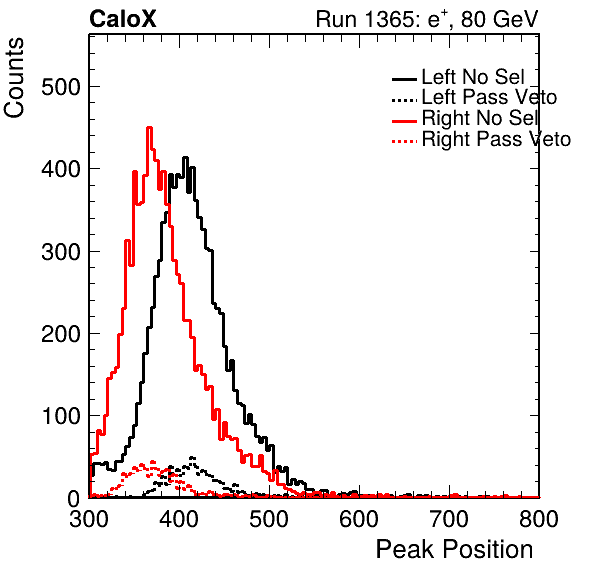 CaloX Run 1365: e+, 80 GeV
Counts
Left No Sel
Left Pass Veto
Right No Sel
Right Pass Veto
500
400
300
200
100
0
300 400 500 600 700 800
Peak Position